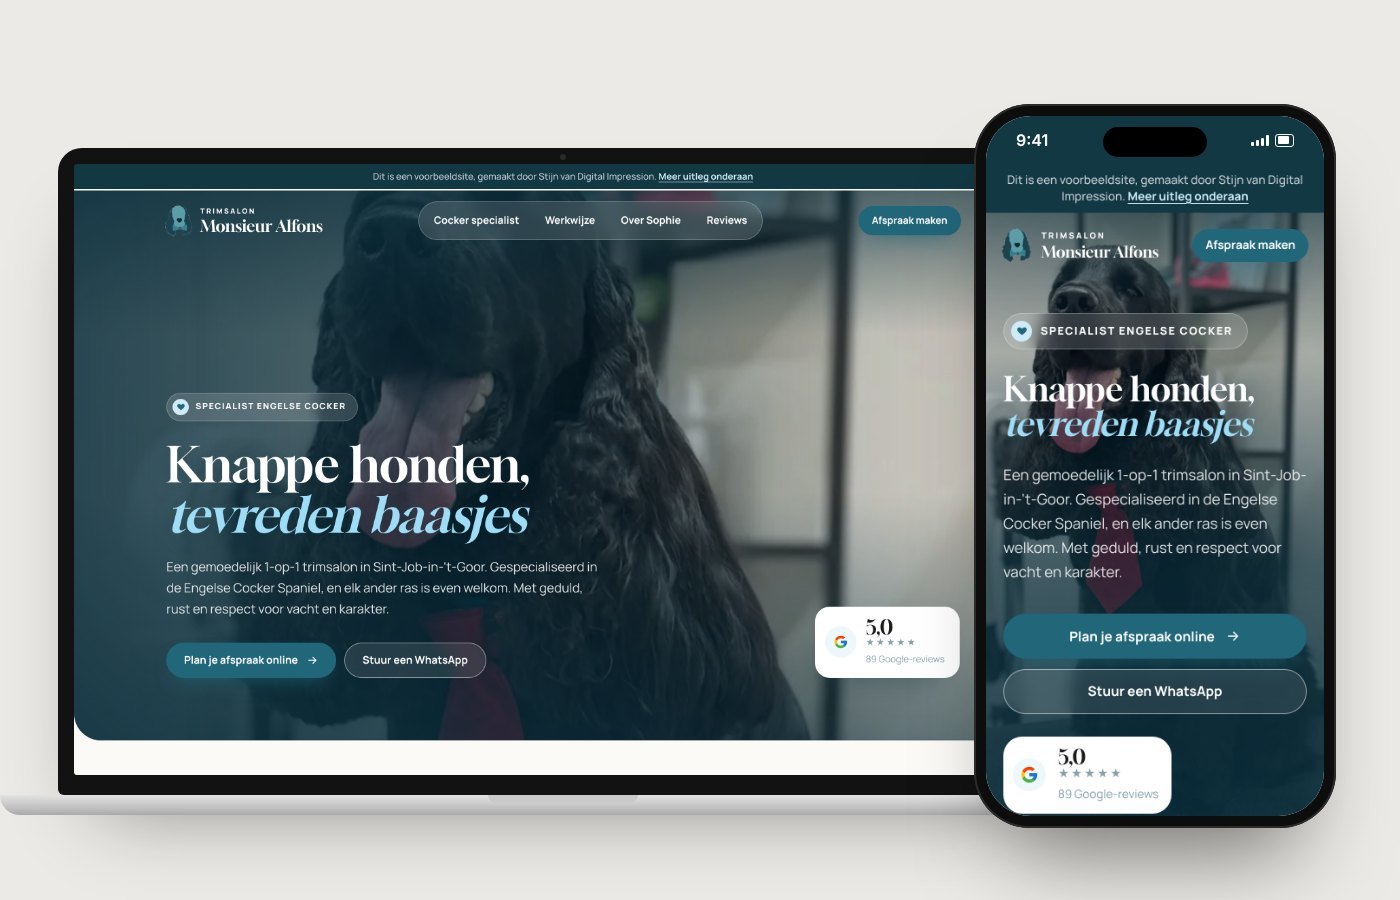 Dit is een voorbeeldsite, gemaakt door Stijn van Digital Impression. Meer uitleg onderaan
TRIMSALON
Monsieur Alfons
Cocker specialist
Werkwijze
Over Sophie
Reviews
Afspraak maken
SPECIALIST ENGELSE COCKER
Knappe honden,
tevreden baasjes
Een gemoedelijk 1-op-1 trimsalon in Sint-Job-in-'t-Goor. Gespecialiseerd in
de Engelse Cocker Spaniel, en elk ander ras is even welkom. Met geduld,
rust en respect voor vacht en karakter.
Plan je afspraak online →
Stuur een WhatsApp
G
5,0
★★★★★
89 Google-reviews
9:41
Dit is een voorbeeldsite, gemaakt door Stijn van Digital
Impression. Meer uitleg onderaan
TRIMSALON
Monsieur Alfons
Afspraak maken
SPECIALIST ENGELSE COCKER
Knappe honden,
tevreden baasjes
Een gemoedelijk 1-op-1 trimsalon in Sint-Job-
in-'t-Goor. Gespecialiseerd in de Engelse
Cocker Spaniel, en elk ander ras is even
welkom. Met geduld, rust en respect voor
vacht en karakter.
Plan je afspraak online →
Stuur een WhatsApp
G
5,0
★★★★★
89 Google-reviews